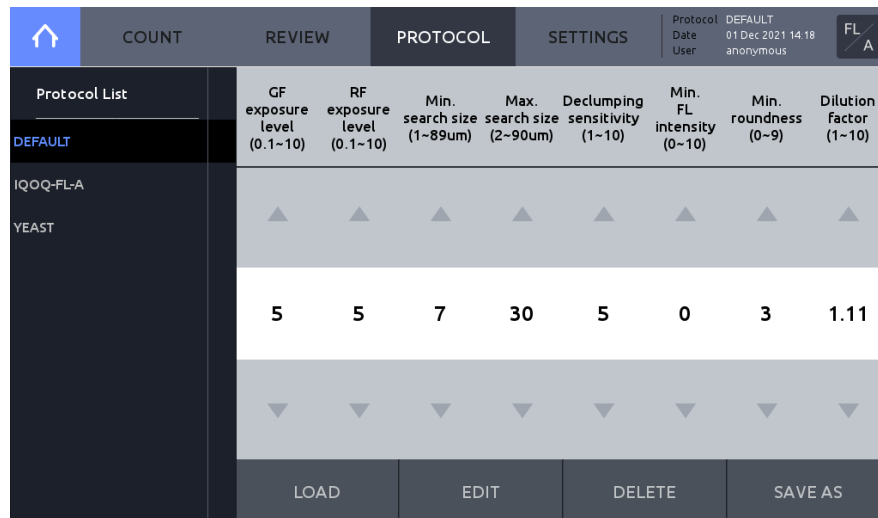 COUNT
REVIEW
PROTOCOL
SETTINGS
Protocol DEFAULT
Date 01 Dec 2021 14:18
User anonymous
FL/A
Protocol List
DEFAULT
IQOQ-FL-A
YEAST
GF exposure level (0.1~10)
RF exposure level (0.1~10)
Min. search size (1~89um)
Max. search size (2~90um)
Declumping sensitivity (1~10)
Min. FL intensity (0~10)
Min. roundness (0~9)
Dilution factor (1~10)
5 5 7 30 5 0 3 1.11
LOAD
EDIT
DELETE
SAVE AS